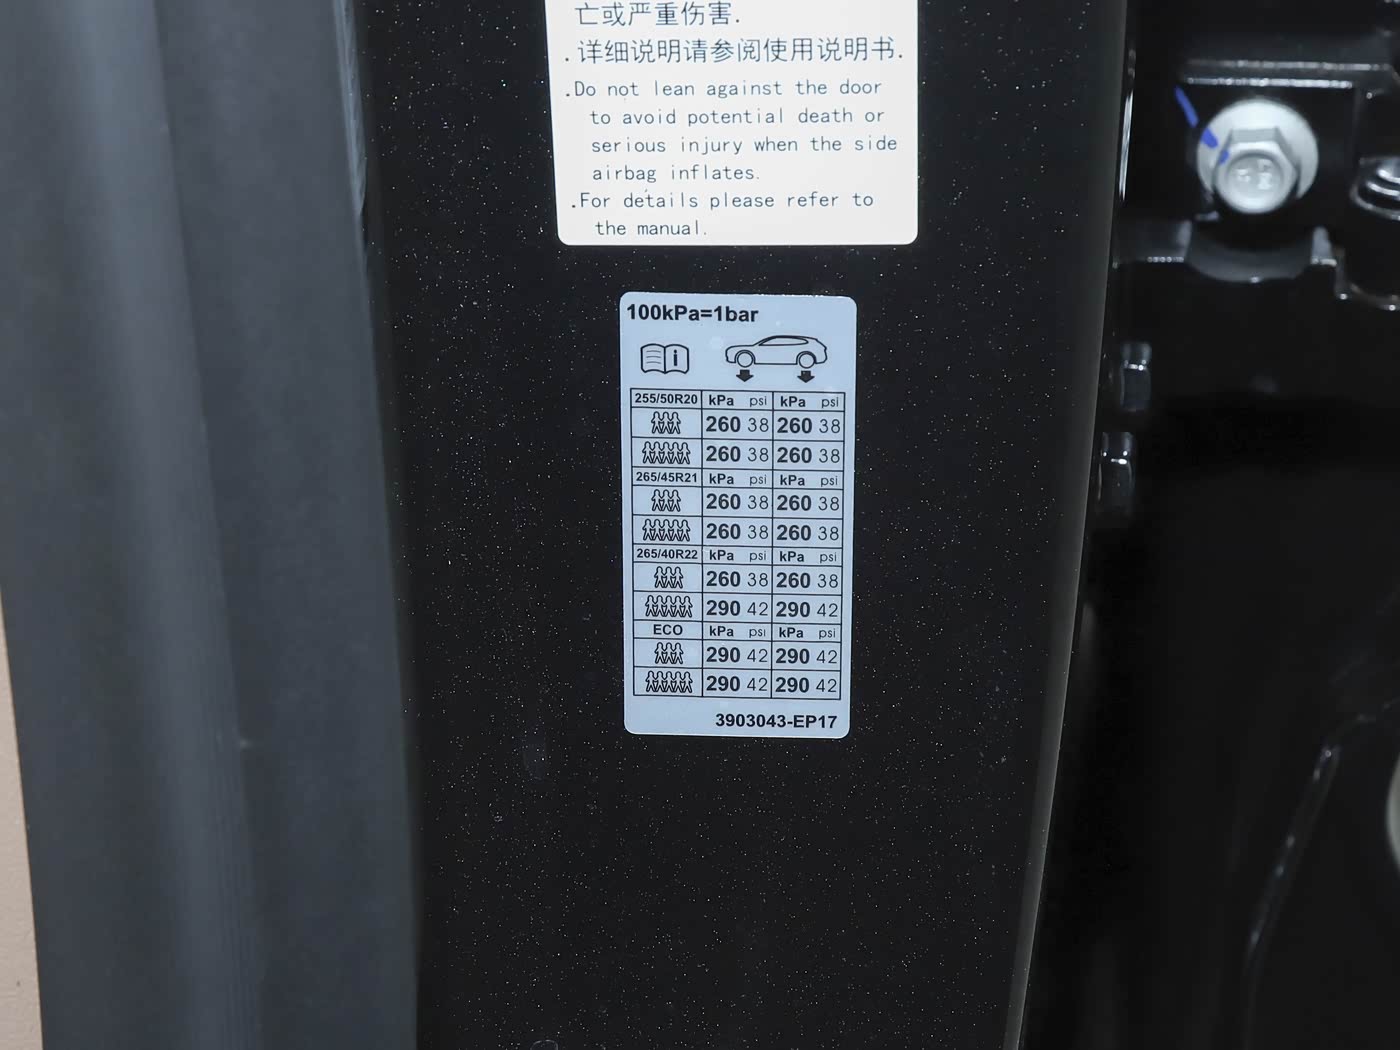 亡或严重伤害.
.详细说明请参阅使用说明书.
.Do not lean against the door
to avoid potential death or
serious injury when the side
airbag inflates.
.For details please refer to
the manual.
100kPa=1bar
i
255/50R20 kPa psi kPa psi
260 38 260 38
260 38 260 38
265/45R21 kPa psi kPa psi
260 38 260 38
260 38 260 38
265/40R22 kPa psi kPa psi
260 38 260 38
290 42 290 42
ECO kPa psi kPa psi
290 42 290 42
290 42 290 42
3903043-EP17